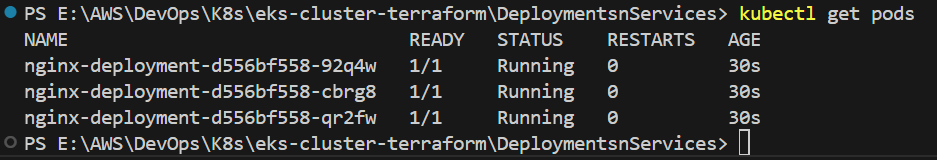 PS E:\AWS\DevOps\K8s\eks-cluster-terraform\DeploymentsnServices> kubectl get pods
NAME READY STATUS RESTARTS AGE
nginx-deployment-d556bf558-92q4w 1/1 Running 0 30s
nginx-deployment-d556bf558-cbrg8 1/1 Running 0 30s
nginx-deployment-d556bf558-qr2fw 1/1 Running 0 30s
PS E:\AWS\DevOps\K8s\eks-cluster-terraform\DeploymentsnServices>